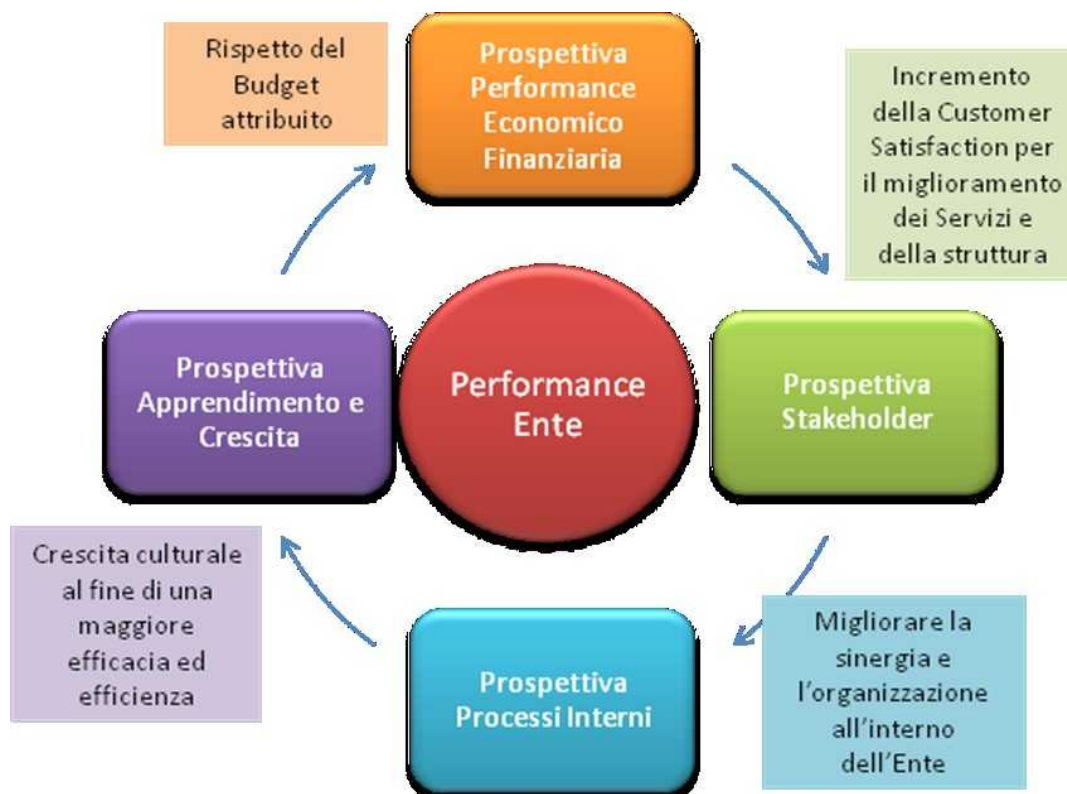 Rispetto del
Budget
attribuito
Prospettiva
Performance
Economico
Finanziaria
Incremento
della Customer
Satisfaction per
il miglioramento
dei Servizi e
della struttura
Prospettiva
Apprendimento e
Crescita
Performance
Ente
Prospettiva
Stakeholder
Crescita culturale
al fine di una
maggiore
efficacia ed
efficienza
Prospettiva
Processi Interni
Migliorare la
sinergia e
l'organizzazione
all'interno
dell'Ente